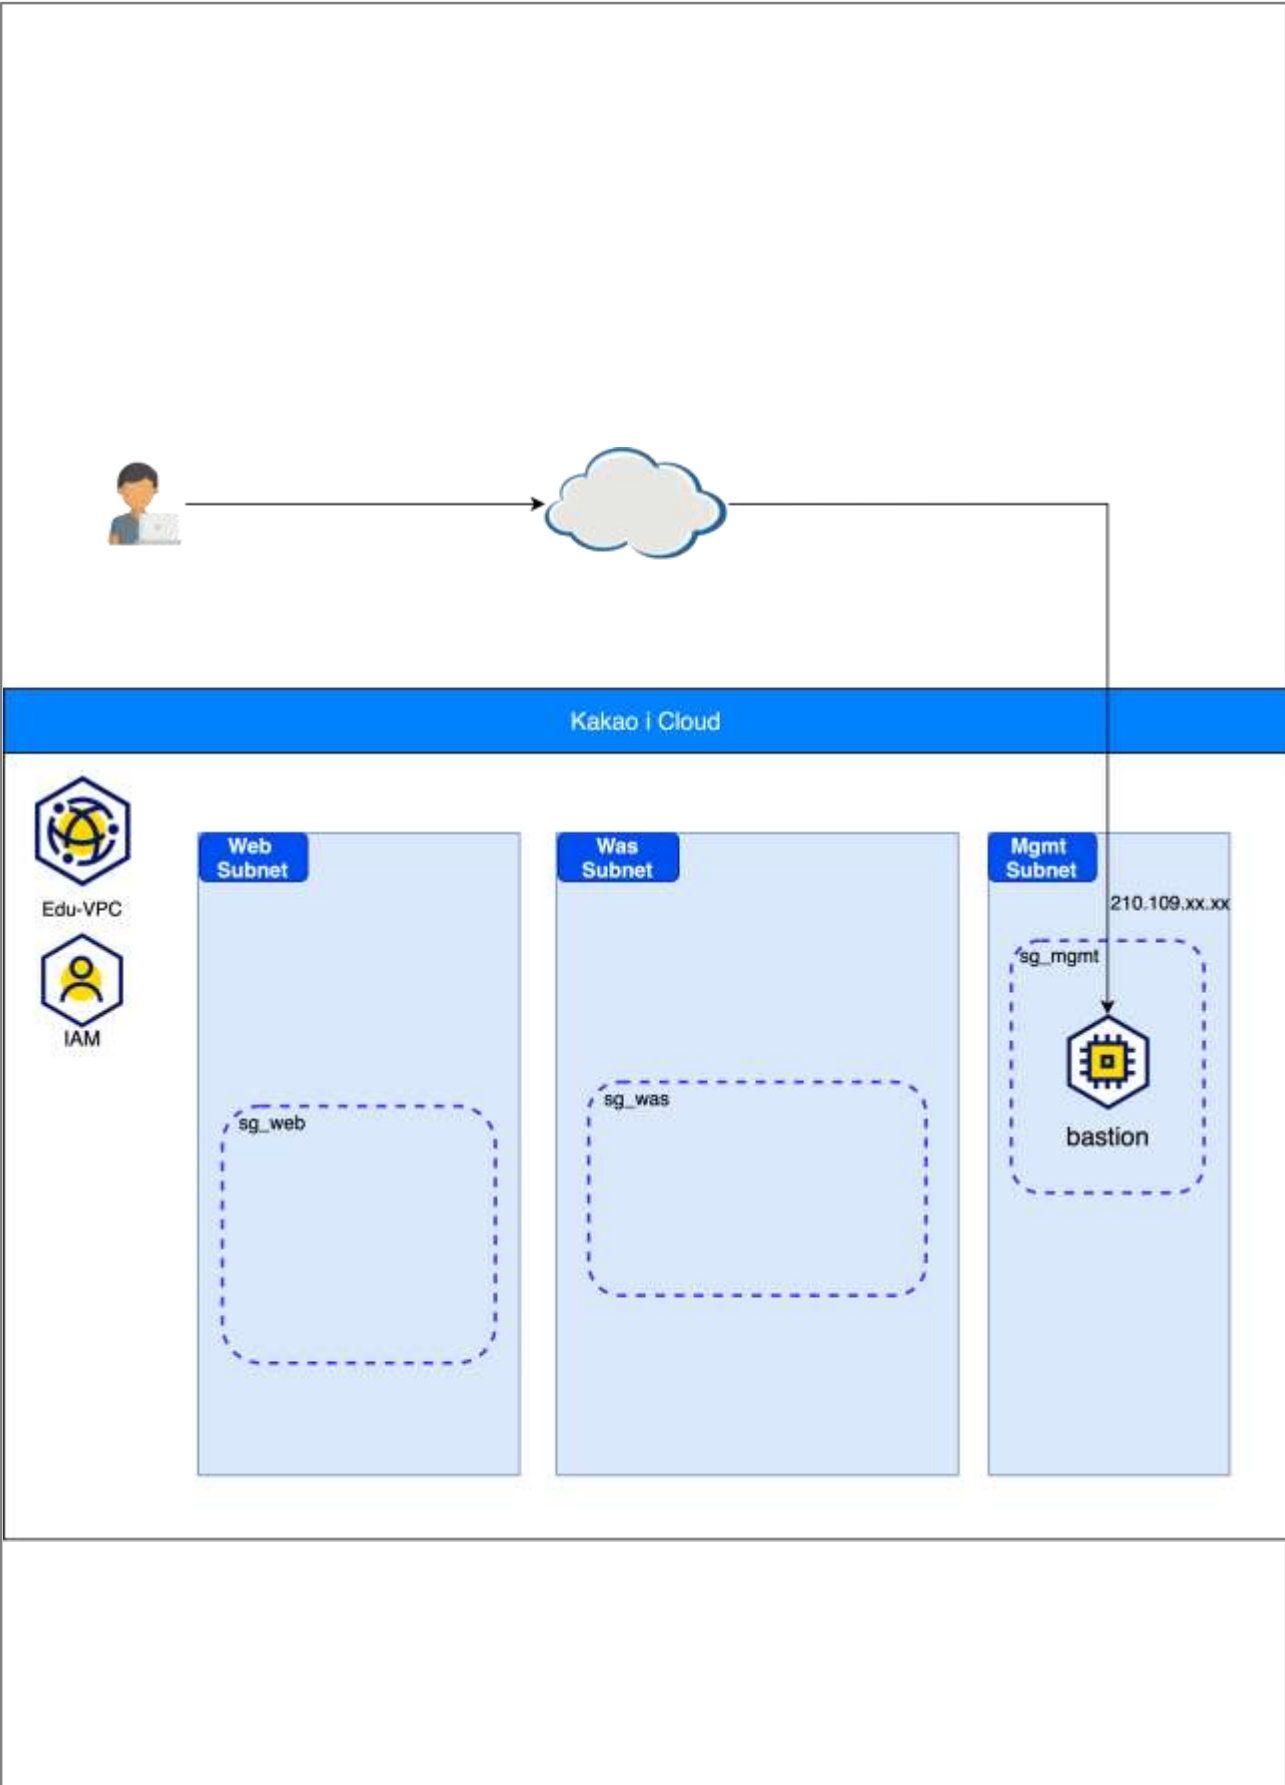 Kakao i Cloud
Edu-VPC
IAM
Web
Subnet
sg_web
Was
Subnet
sg_was
Mgmt
Subnet
210.109.xx.xx
sg_mgmt
bastion